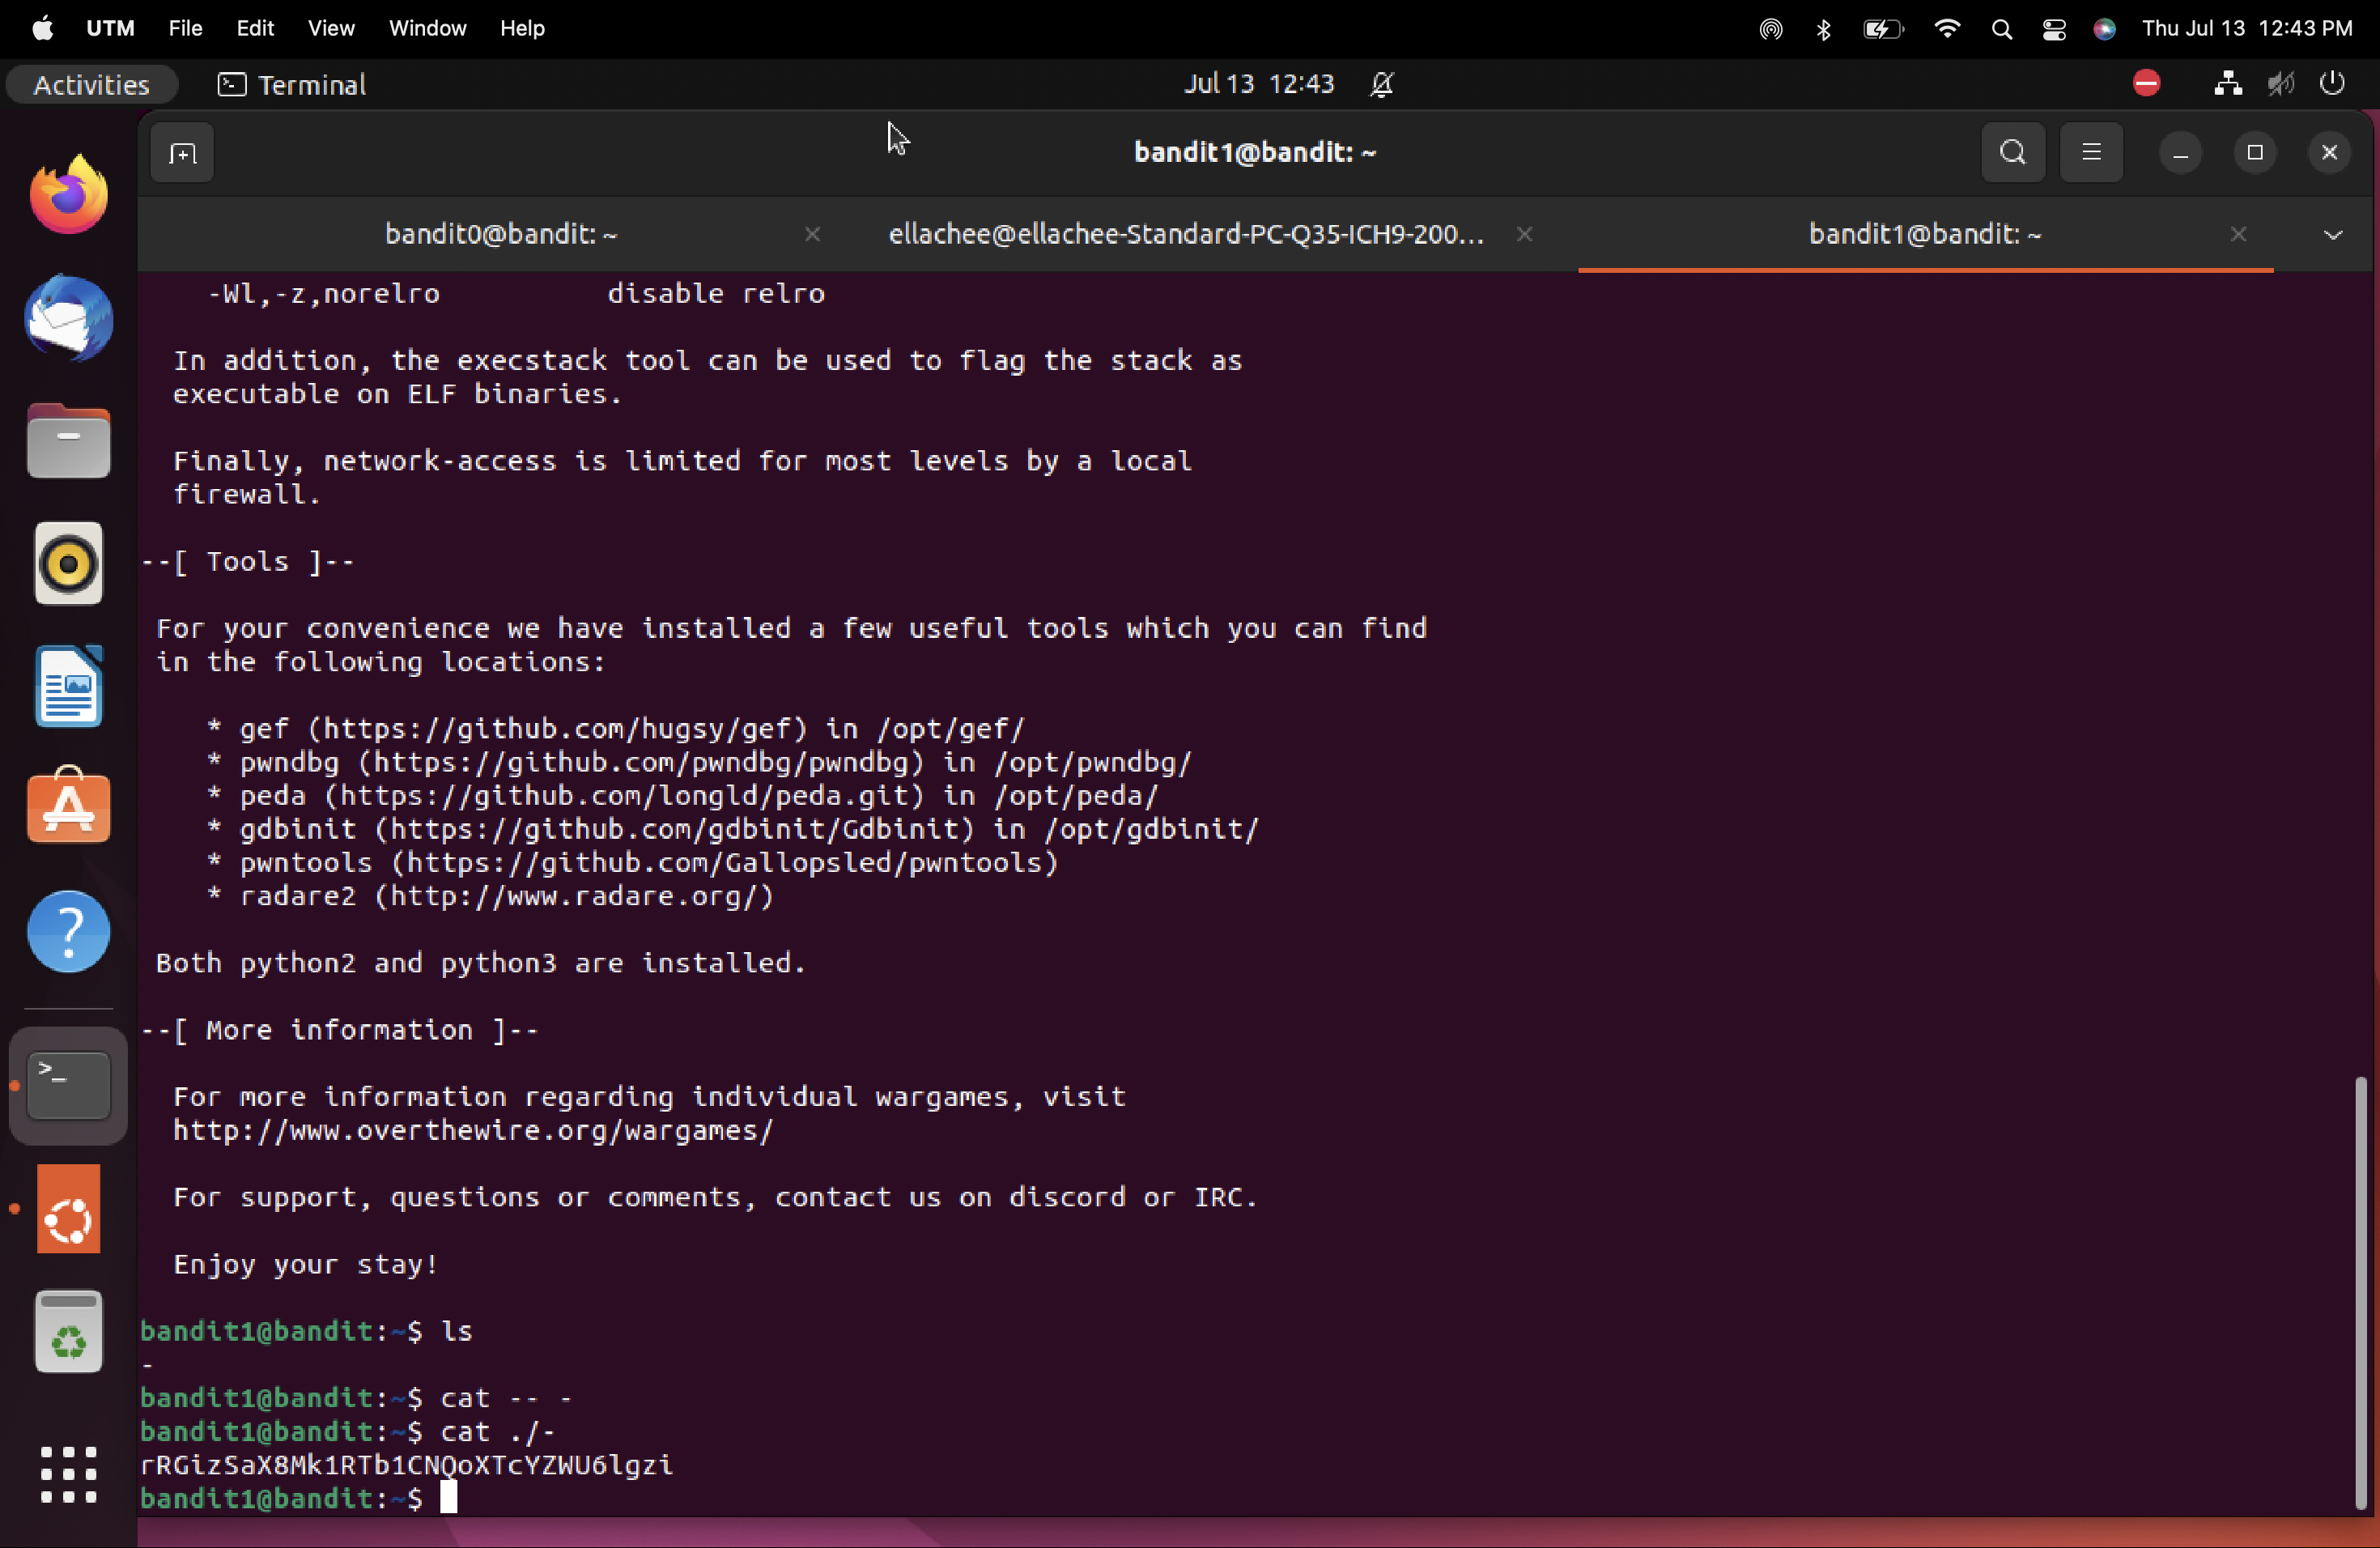 UTM File Edit View Window Help Thu Jul 13 12:43 PM
Activities Terminal Jul 13 12:43
bandit1@bandit: ~
bandit0@bandit: ~ ellachee@ellachee-Standard-PC-Q35-ICH9-200... bandit1@bandit: ~
-Wl,-z,norelro disable relro
In addition, the execstack tool can be used to flag the stack as
executable on ELF binaries.
Finally, network-access is limited for most levels by a local
firewall.
--[ Tools ]--
For your convenience we have installed a few useful tools which you can find
in the following locations:
* gef (https://github.com/hugsy/gef) in /opt/gef/
* pwndbg (https://github.com/pwndbg/pwndbg) in /opt/pwndbg/
* peda (https://github.com/longld/peda.git) in /opt/peda/
* gdbinit (https://github.com/gdbinit/Gdbinit) in /opt/gdbinit/
* pwntools (https://github.com/Gallopsled/pwntools)
* radare2 (http://www.radare.org/)
Both python2 and python3 are installed.
--[ More information ]--
For more information regarding individual wargames, visit
http://www.overthewire.org/wargames/
For support, questions or comments, contact us on discord or IRC.
Enjoy your stay!
bandit1@bandit:~$ ls
-
bandit1@bandit:~$ cat -- -
bandit1@bandit:~$ cat ./-
rRGizSaX8Mk1RTb1CNQoXTcYZWU6lgzi
bandit1@bandit:~$